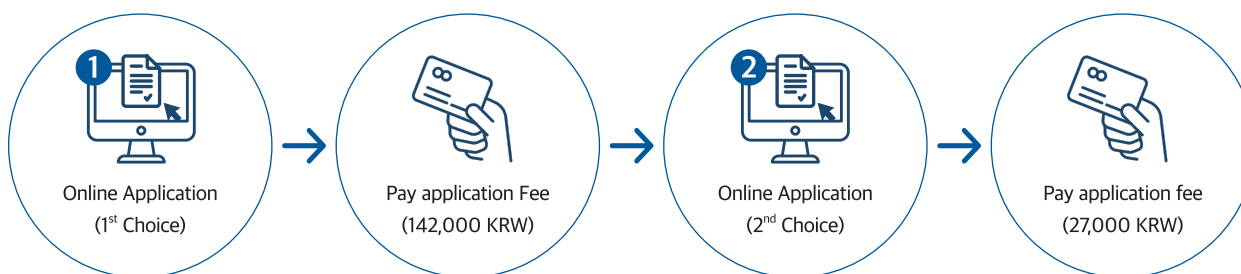 1
Online Application
(1st Choice)
Pay application Fee
(142,000 KRW)
2
Online Application
(2nd Choice)
Pay application fee
(27,000 KRW)